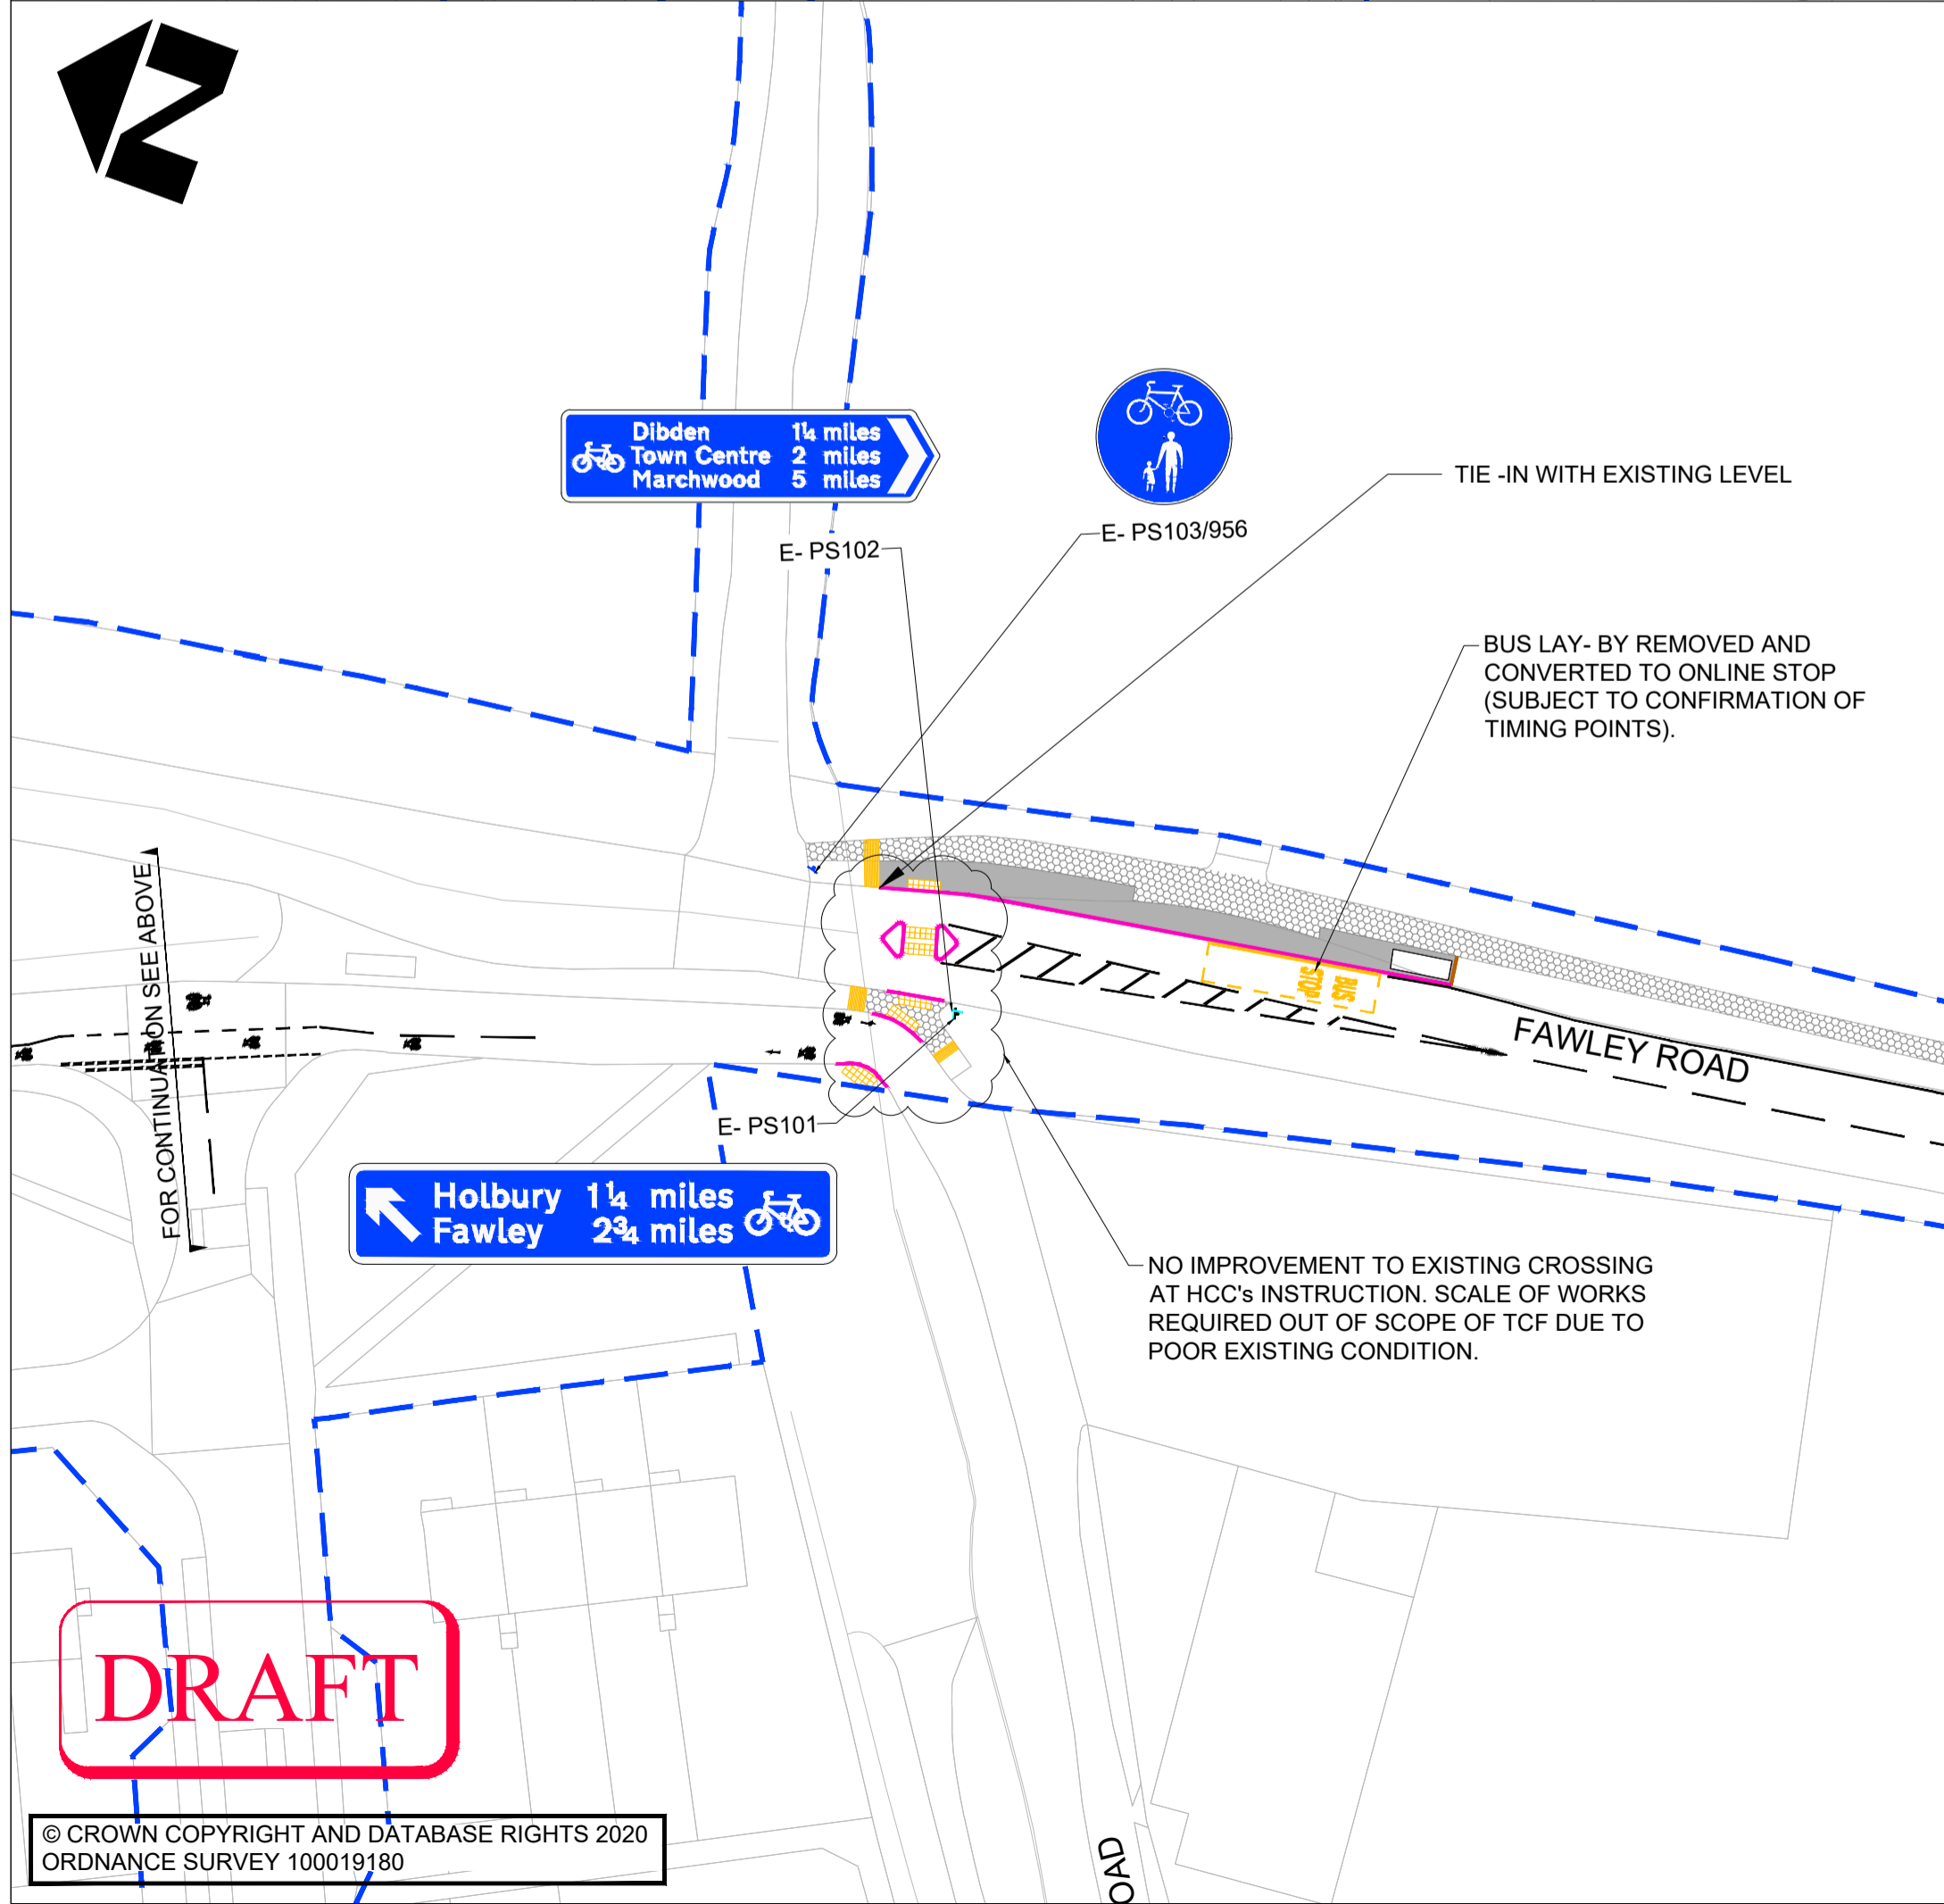 Dibden 1¼ miles
Town Centre 2 miles
Marchwood 5 miles
E- PS103/956
TIE -IN WITH EXISTING LEVEL
E- PS102
BUS LAY- BY REMOVED AND
CONVERTED TO ONLINE STOP
(SUBJECT TO CONFIRMATION OF
TIMING POINTS).
FOR CONTINUATION SEE ABOVE
BUS
STOP
FAWLEY ROAD
E- PS101
Holbury 1¼ miles
Fawley 2¾ miles
NO IMPROVEMENT TO EXISTING CROSSING
AT HCC's INSTRUCTION. SCALE OF WORKS
REQUIRED OUT OF SCOPE OF TCF DUE TO
POOR EXISTING CONDITION.
DRAFT
© CROWN COPYRIGHT AND DATABASE RIGHTS 2020
ORDNANCE SURVEY 100019180
OAD